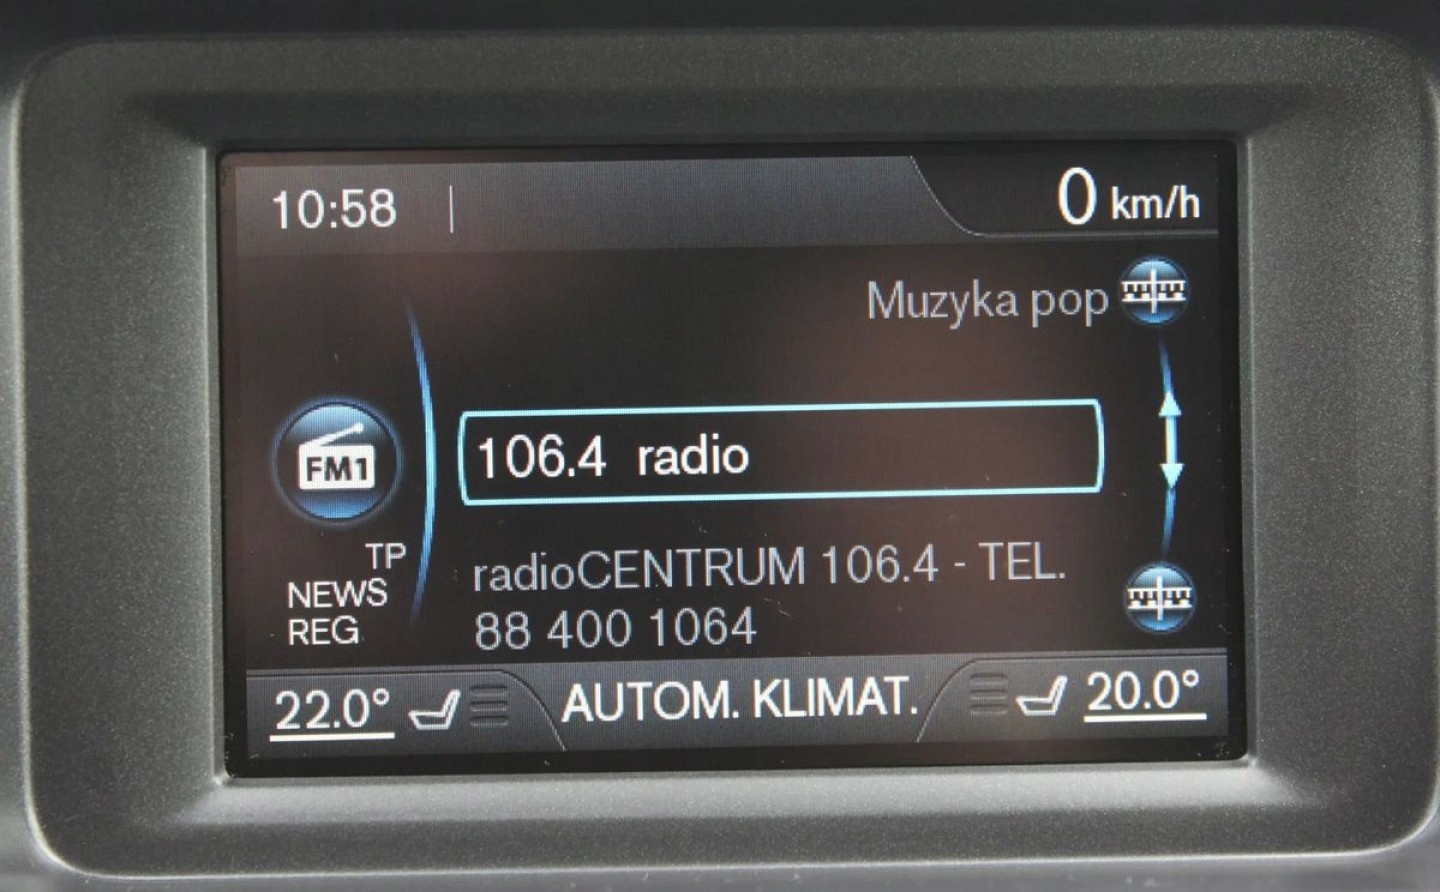 10:58
0 km/h
Muzyka pop
FM1
106.4 radio
TP
NEWS
REG
radioCENTRUM 106.4 - TEL.
88 400 1064
22.0° AUTOM. KLIMAT. 20.0°